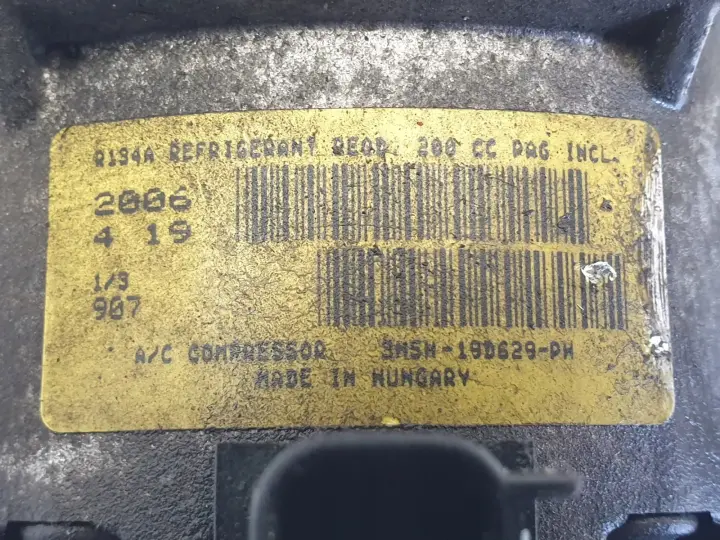 R134A REFRIGERANT REQD. 200 CC PAG INCL.
2006
4 19
1/3
907
A/C COMPRESSOR 3M5H-19D629-PH
MADE IN HUNGARY